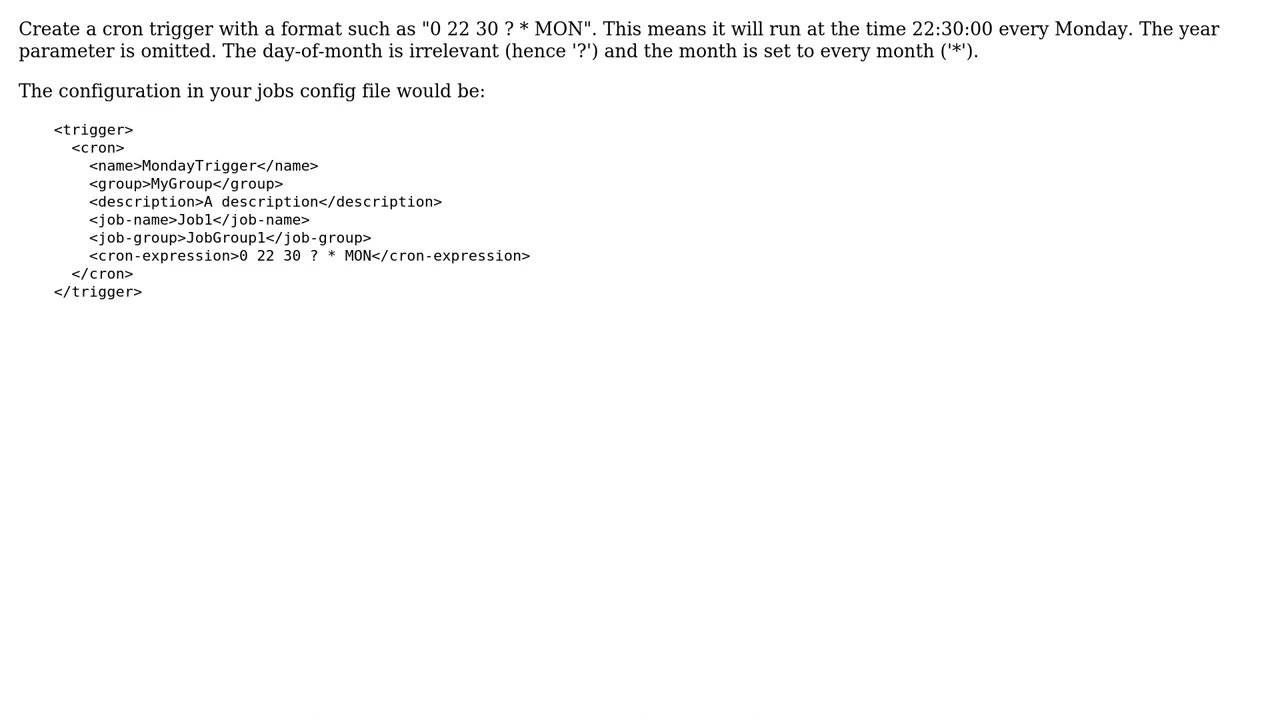 Create a cron trigger with a format such as "0 22 30 ? * MON". This means it will run at the time 22:30:00 every Monday. The year
parameter is omitted. The day-of-month is irrelevant (hence '?') and the month is set to every month ('*').
The configuration in your jobs config file would be:
<trigger>
  <cron>
    <name>MondayTrigger</name>
    <group>MyGroup</group>
    <description>A description</description>
    <job-name>Job1</job-name>
    <job-group>JobGroup1</job-group>
    <cron-expression>0 22 30 ? * MON</cron-expression>
  </cron>
</trigger>